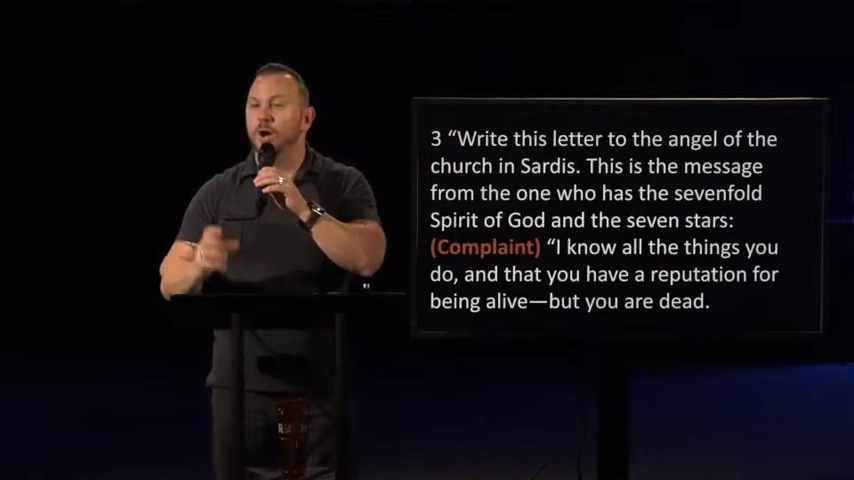 3 “Write this letter to the angel of the
church in Sardis. This is the message
from the one who has the sevenfold
Spirit of God and the seven stars:
(Complaint) “I know all the things you
do, and that you have a reputation for
being alive—but you are dead.